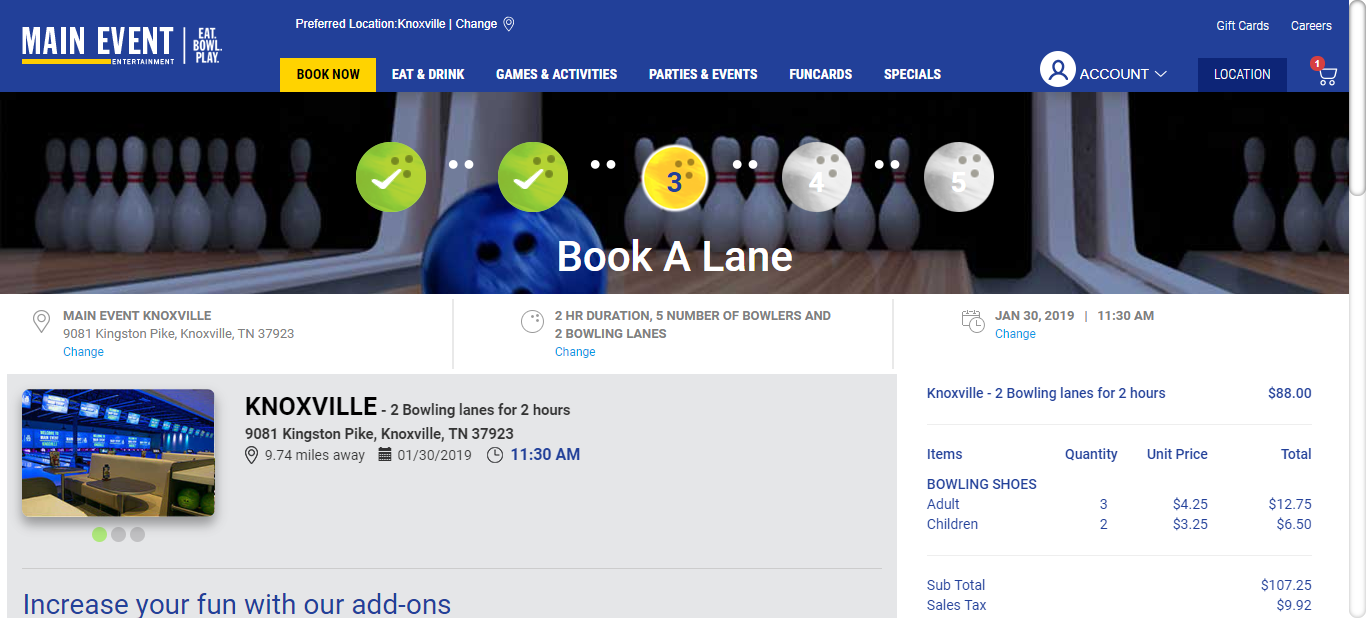 Preferred Location:Knoxville | Change
Gift Cards
Careers
MAIN EVENT
ENTERTAINMENT
EAT.
BOWL.
PLAY.
BOOK NOW
EAT & DRINK
GAMES & ACTIVITIES
PARTIES & EVENTS
FUNCARDS
SPECIALS
ACCOUNT
LOCATION
1
3
4
5
Book A Lane
MAIN EVENT KNOXVILLE
9081 Kingston Pike, Knoxville, TN 37923
Change
2 HR DURATION, 5 NUMBER OF BOWLERS AND
2 BOWLING LANES
Change
JAN 30, 2019 | 11:30 AM
Change
KNOXVILLE - 2 Bowling lanes for 2 hours
9081 Kingston Pike, Knoxville, TN 37923
9.74 miles away 01/30/2019 11:30 AM
Increase your fun with our add-ons
Knoxville - 2 Bowling lanes for 2 hours $88.00
Items Quantity Unit Price Total
BOWLING SHOES
Adult 3 $4.25 $12.75
Children 2 $3.25 $6.50
Sub Total $107.25
Sales Tax $9.92